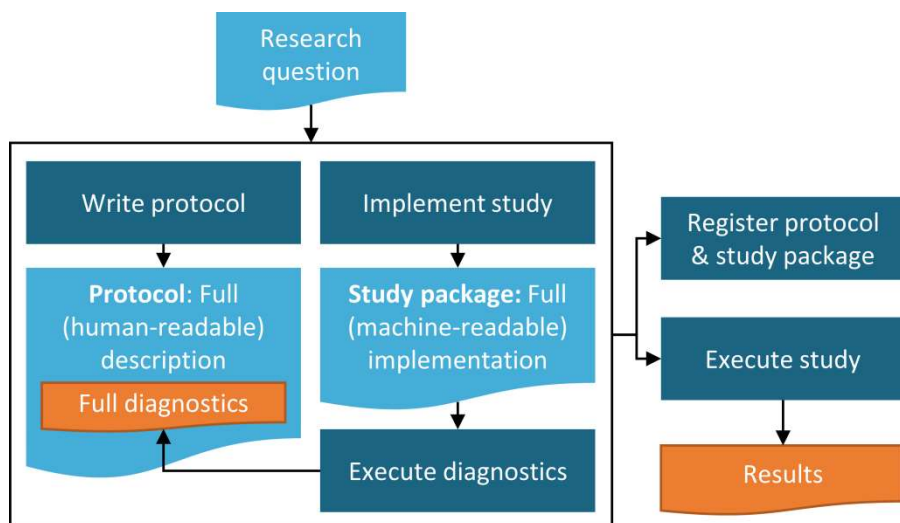 Research
question
Write protocol
Implement study
Protocol: Full
(human-readable)
description
Full diagnostics
Study package: Full
(machine-readable)
implementation
Execute diagnostics
Register protocol
& study package
Execute study
Results